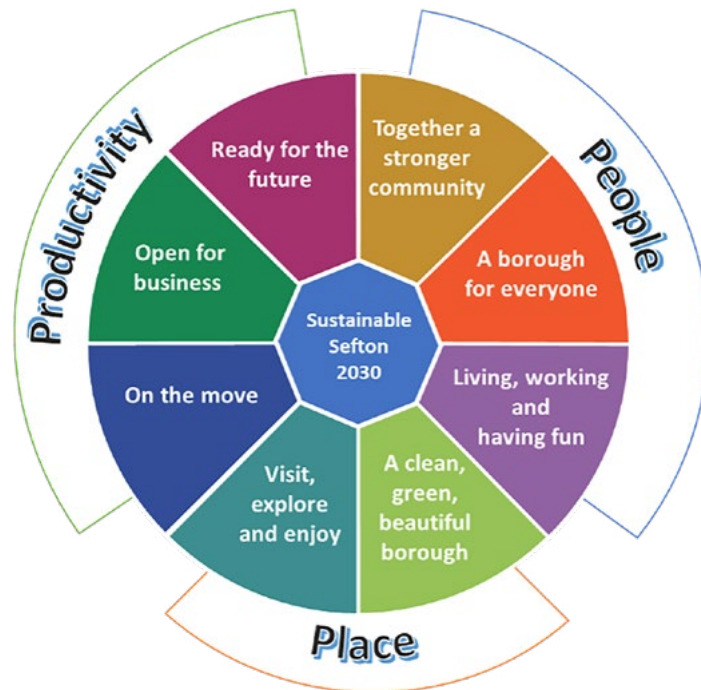 Productivity
People
Place
Ready for the
future
Together a
stronger
community
A borough
for everyone
Living, working
and
having fun
A clean,
green,
beautiful
borough
Visit,
explore
and enjoy
On the move
Open for
business
Sustainable
Sefton
2030